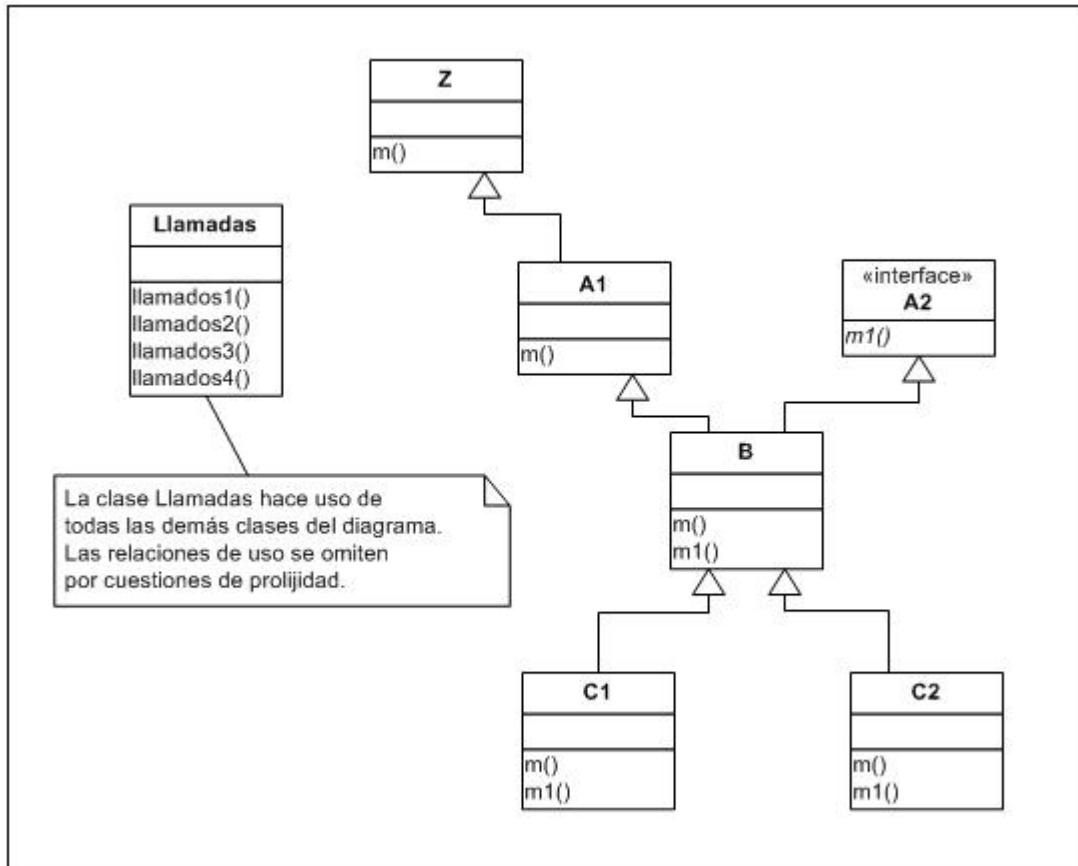 Z
m()
Llamadas
llamados1()
llamados2()
llamados3()
llamados4()
A1
m()
«interface»
A2
m1()
B
m()
m1()
La clase Llamadas hace uso de
todas las demás clases del diagrama.
Las relaciones de uso se omiten
por cuestiones de prolijidad.
C1
m()
m1()
C2
m()
m1()